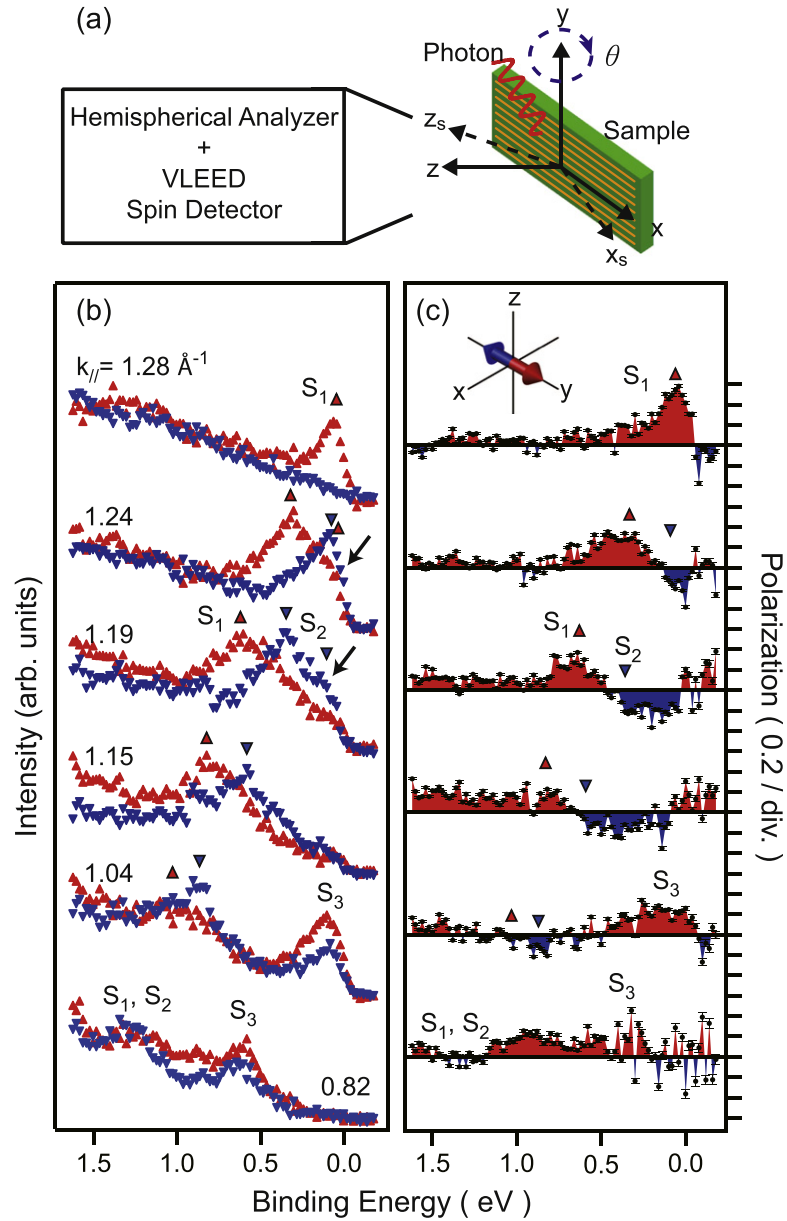 (a)
y
Photon
θ
Hemispherical Analyzer
+
VLEED
Spin Detector
z_s
Sample
z
x
x_s
(b)
k_//= 1.28 Å⁻¹
S₁
1.24
S₁
S₂
1.19
1.15
1.04
S₃
S₁, S₂
S₃
0.82
1.5
1.0
0.5
0.0
Intensity (arb. units)
(c)
z
x
y
S₁
S₁
S₂
S₃
S₁, S₂
S₃
1.5
1.0
0.5
0.0
Polarization ( 0.2 / div. )
Binding Energy ( eV )